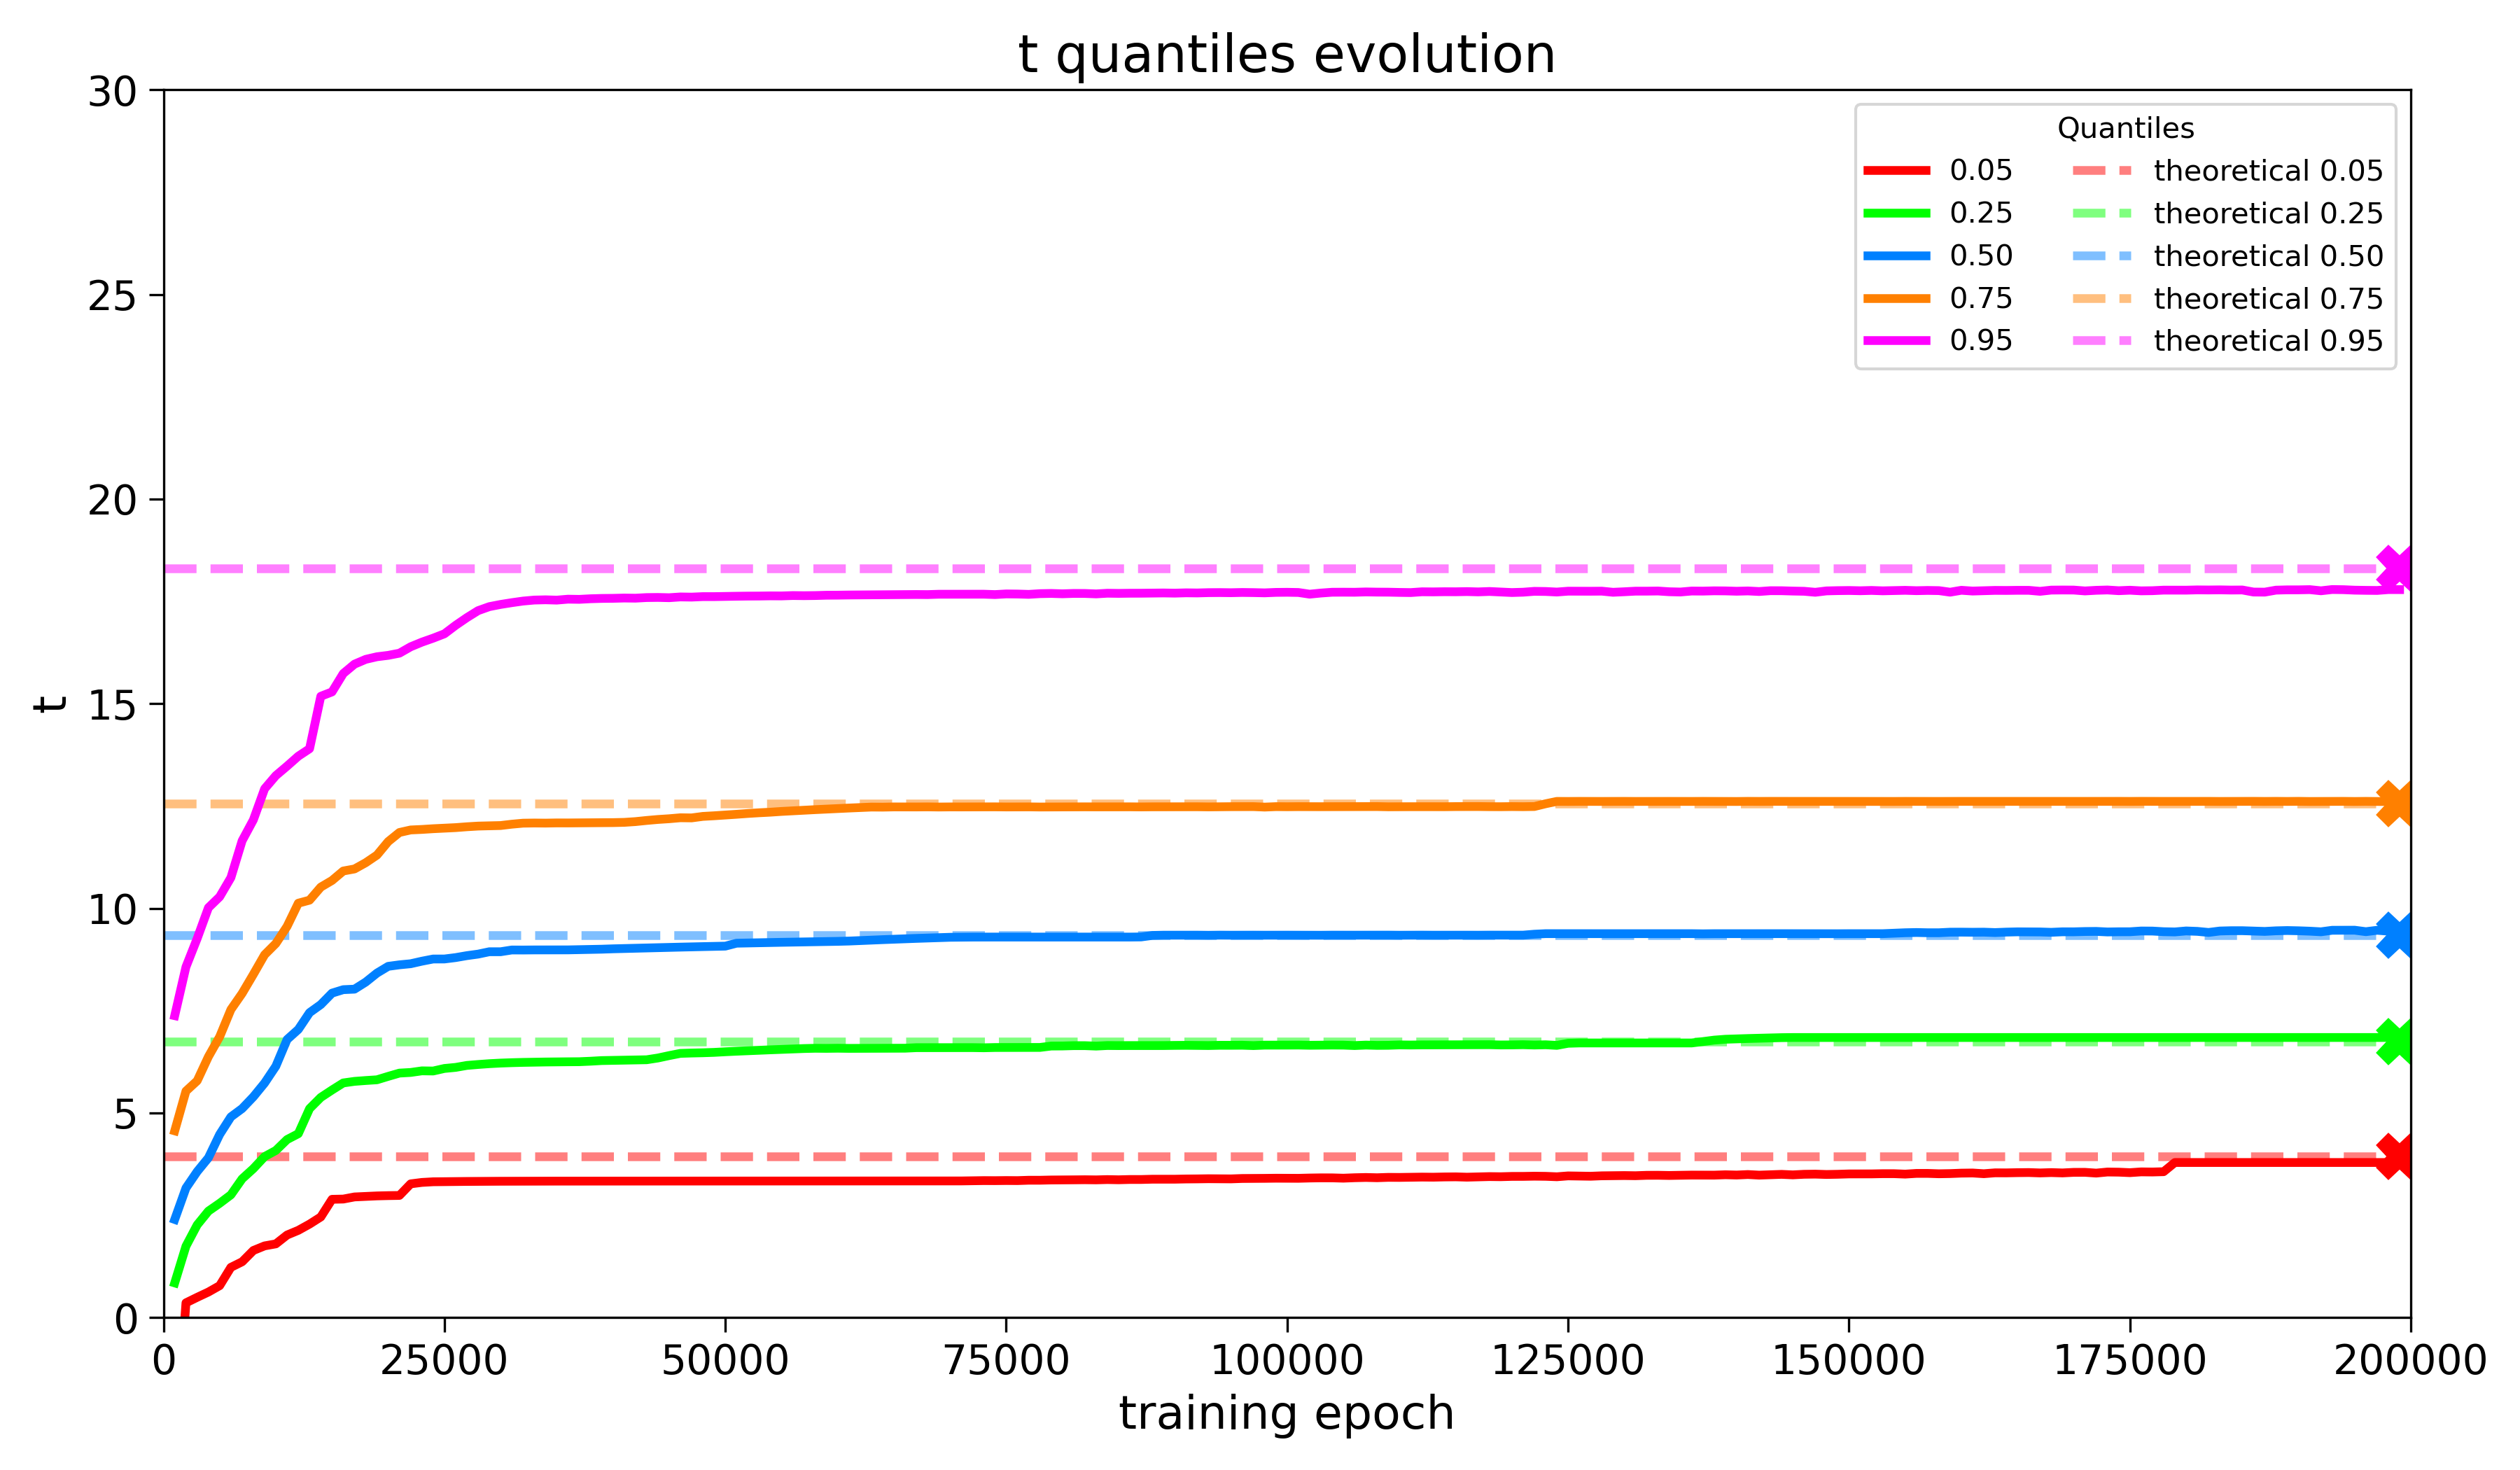 t quantiles evolution
30
25
20
15
10
5
0
t
Quantiles
0.05 theoretical 0.05
0.25 theoretical 0.25
0.50 theoretical 0.50
0.75 theoretical 0.75
0.95 theoretical 0.95
0 25000 50000 75000 100000 125000 150000 175000 200000
training epoch